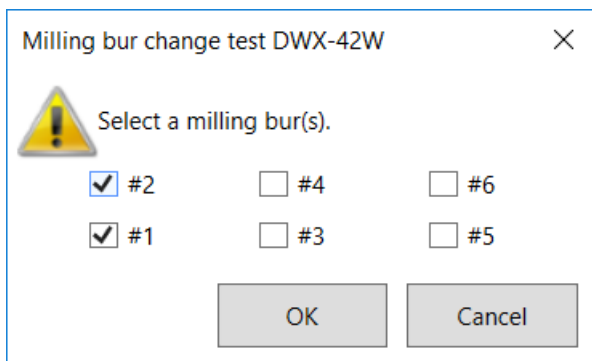 Milling bur change test DWX-42W
Select a milling bur(s).
#2 #4 #6
#1 #3 #5
OK Cancel